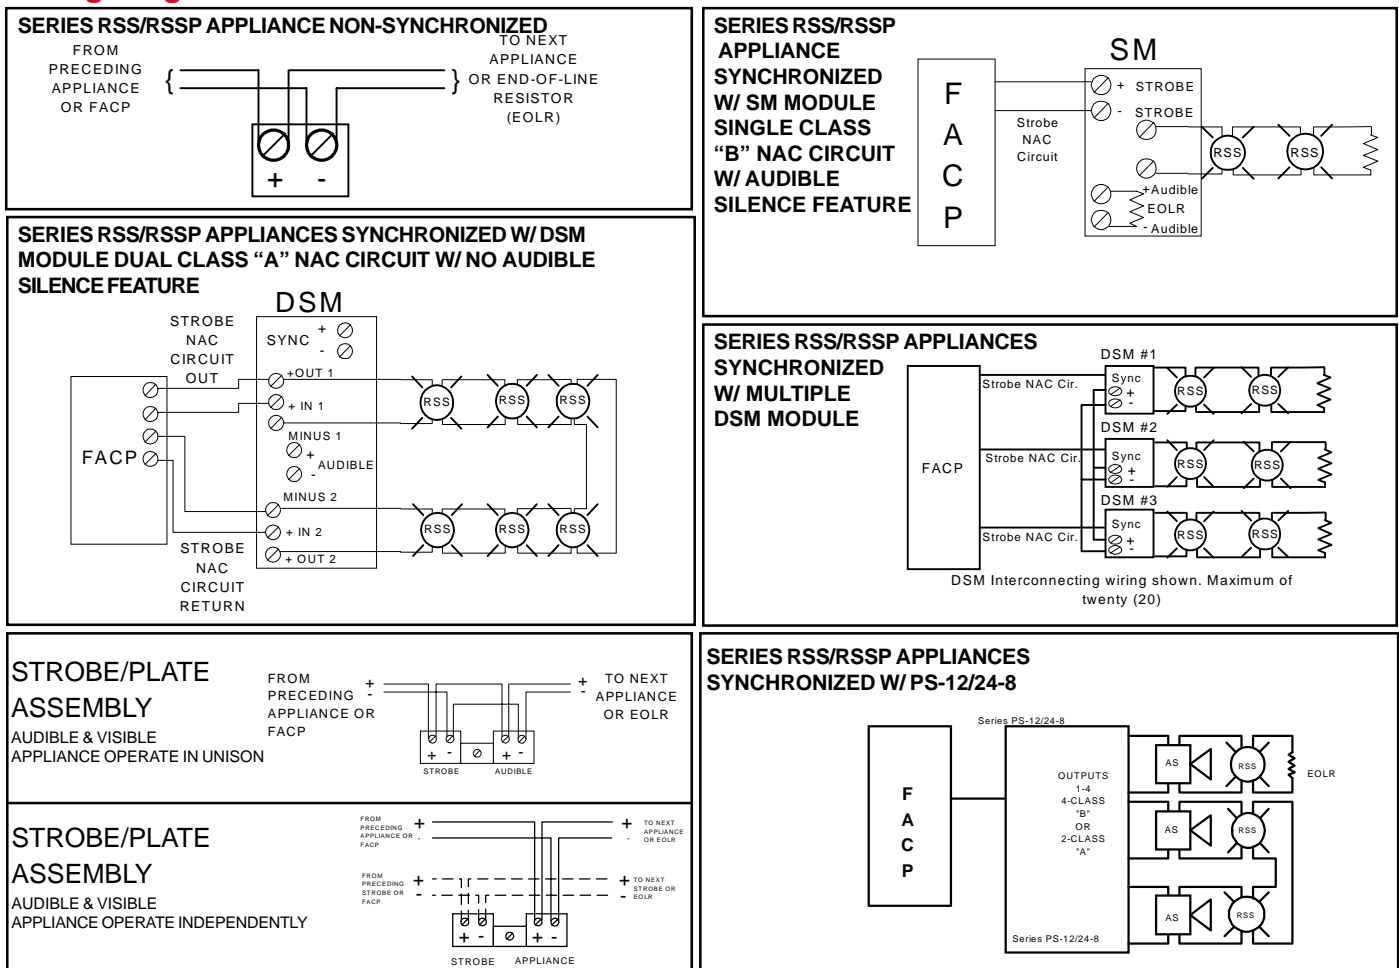 SERIES RSS/RSSP APPLIANCE NON-SYNCHRONIZED
FROM
PRECEDING
APPLIANCE
OR FACP
TO NEXT
APPLIANCE
OR END-OF-LINE
RESISTOR
(EOLR)
+ -
SERIES RSS/RSSP
APPLIANCE
SYNCHRONIZED
W/ SM MODULE
SINGLE CLASS
“B” NAC CIRCUIT
W/ AUDIBLE
SILENCE FEATURE
F
A
C
P
Strobe
NAC
Circuit
SM
+ STROBE
- STROBE
+Audible
EOLR
- Audible
RSS RSS
SERIES RSS/RSSP APPLIANCES SYNCHRONIZED W/ DSM
MODULE DUAL CLASS “A” NAC CIRCUIT W/ NO AUDIBLE
SILENCE FEATURE
DSM
STROBE
NAC
CIRCUIT
OUT
FACP
STROBE
NAC
CIRCUIT
RETURN
SYNC + -
+OUT 1
+ IN 1
MINUS 1
+
AUDIBLE
-
MINUS 2
+ IN 2
+ OUT 2
RSS RSS RSS
RSS RSS RSS
SERIES RSS/RSSP APPLIANCES
SYNCHRONIZED
W/ MULTIPLE
DSM MODULE
FACP
Strobe NAC Cir.
DSM #1
Sync
+
-
RSS RSS
Strobe NAC Cir.
DSM #2
Sync
+
-
RSS RSS
Strobe NAC Cir.
DSM #3
Sync
+
-
RSS RSS
DSM Interconnecting wiring shown. Maximum of
twenty (20)
STROBE/PLATE
ASSEMBLY
AUDIBLE & VISIBLE
APPLIANCE OPERATE IN UNISON
FROM
PRECEDING
APPLIANCE OR
FACP
+
-
+
-
TO NEXT
APPLIANCE
OR EOLR
+ - + -
STROBE AUDIBLE
STROBE/PLATE
ASSEMBLY
AUDIBLE & VISIBLE
APPLIANCE OPERATE INDEPENDENTLY
FROM
PRECEDING
APPLIANCE OR
FACP
+
-
+
-
TO NEXT
APPLIANCE
OR EOLR
FROM
PRECEDING
STROBE OR
FACP
+
-
+
-
TO NEXT
STROBE OR
EOLR
+ - + -
STROBE APPLIANCE
SERIES RSS/RSSP APPLIANCES
SYNCHRONIZED W/ PS-12/24-8
F
A
C
P
Series PS-12/24-8
OUTPUTS
1-4
4-CLASS
"B"
OR
2-CLASS
"A"
Series PS-12/24-8
AS RSS EOLR
AS RSS
AS RSS